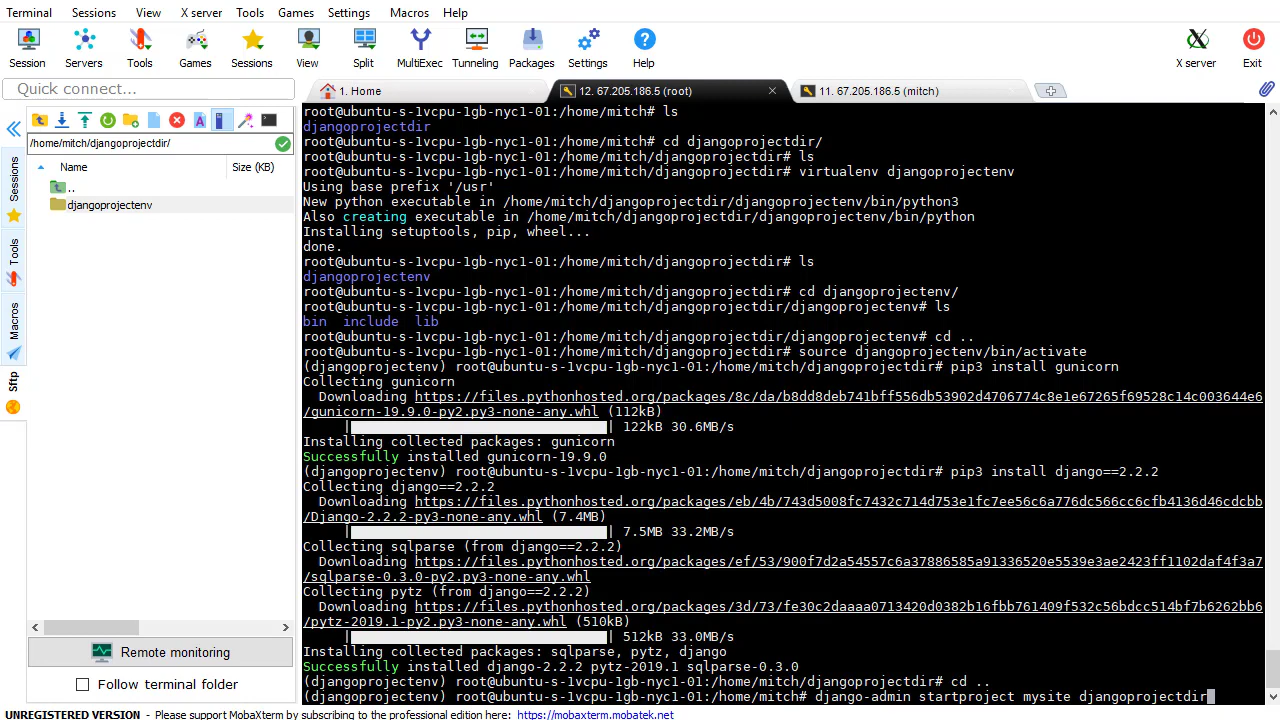 Terminal Sessions View X server Tools Games Settings Macros Help
Session Servers Tools Games Sessions View Split MultiExec Tunneling Packages Settings Help X server Exit
Quick connect...
1. Home
12. 67.205.186.5 (root)
11. 67.205.186.5 (mitch)
Sessions
Tools
Macros
Sftp
/home/mitch/djangoprojectdir/
Name Size (KB)
..
djangoprojectenv
Remote monitoring
Follow terminal folder
root@ubuntu-s-1vcpu-1gb-nyc1-01:/home/mitch# ls
djangoprojectdir
root@ubuntu-s-1vcpu-1gb-nyc1-01:/home/mitch# cd djangoprojectdir/
root@ubuntu-s-1vcpu-1gb-nyc1-01:/home/mitch/djangoprojectdir# ls
root@ubuntu-s-1vcpu-1gb-nyc1-01:/home/mitch/djangoprojectdir# virtualenv djangoprojectenv
Using base prefix '/usr'
New python executable in /home/mitch/djangoprojectdir/djangoprojectenv/bin/python3
Also creating executable in /home/mitch/djangoprojectdir/djangoprojectenv/bin/python
Installing setuptools, pip, wheel...
done.
root@ubuntu-s-1vcpu-1gb-nyc1-01:/home/mitch/djangoprojectdir# ls
djangoprojectenv
root@ubuntu-s-1vcpu-1gb-nyc1-01:/home/mitch/djangoprojectdir# cd djangoprojectenv/
root@ubuntu-s-1vcpu-1gb-nyc1-01:/home/mitch/djangoprojectdir/djangoprojectenv# ls
bin include lib
root@ubuntu-s-1vcpu-1gb-nyc1-01:/home/mitch/djangoprojectdir/djangoprojectenv# cd ..
root@ubuntu-s-1vcpu-1gb-nyc1-01:/home/mitch/djangoprojectdir# source djangoprojectenv/bin/activate
(djangoprojectenv) root@ubuntu-s-1vcpu-1gb-nyc1-01:/home/mitch/djangoprojectdir# pip3 install gunicorn
Collecting gunicorn
Downloading https://files.pythonhosted.org/packages/8c/da/b8dd8deb741bff556db53902d4706774c8e1e67265f69528c14c003644e6
/gunicorn-19.9.0-py2.py3-none-any.whl (112kB)
| | 122kB 30.6MB/s
Installing collected packages: gunicorn
Successfully installed gunicorn-19.9.0
(djangoprojectenv) root@ubuntu-s-1vcpu-1gb-nyc1-01:/home/mitch/djangoprojectdir# pip3 install django==2.2.2
Collecting django==2.2.2
Downloading https://files.pythonhosted.org/packages/eb/4b/743d5008fc7432c714d753e1fc7ee56c6a776dc566cc6cfb4136d46cdcbb
/Django-2.2.2-py3-none-any.whl (7.4MB)
| | 7.5MB 33.2MB/s
Collecting sqlparse (from django==2.2.2)
Downloading https://files.pythonhosted.org/packages/ef/53/900f7d2a54557c6a37886585a91336520e5539e3ae2423ff1102daf4f3a7
/sqlparse-0.3.0-py2.py3-none-any.whl
Collecting pytz (from django==2.2.2)
Downloading https://files.pythonhosted.org/packages/3d/73/fe30c2daaaa0713420d0382b16fbb761409f532c56bdcc514bf7b6262bb6
/pytz-2019.1-py2.py3-none-any.whl (510kB)
| | 512kB 33.0MB/s
Installing collected packages: sqlparse, pytz, django
Successfully installed django-2.2.2 pytz-2019.1 sqlparse-0.3.0
(djangoprojectenv) root@ubuntu-s-1vcpu-1gb-nyc1-01:/home/mitch/djangoprojectdir# cd ..
(djangoprojectenv) root@ubuntu-s-1vcpu-1gb-nyc1-01:/home/mitch# django-admin startproject mysite djangoprojectdir
UNREGISTERED VERSION - Please support MobaXterm by subscribing to the professional edition here: https://mobaxterm.mobatek.net